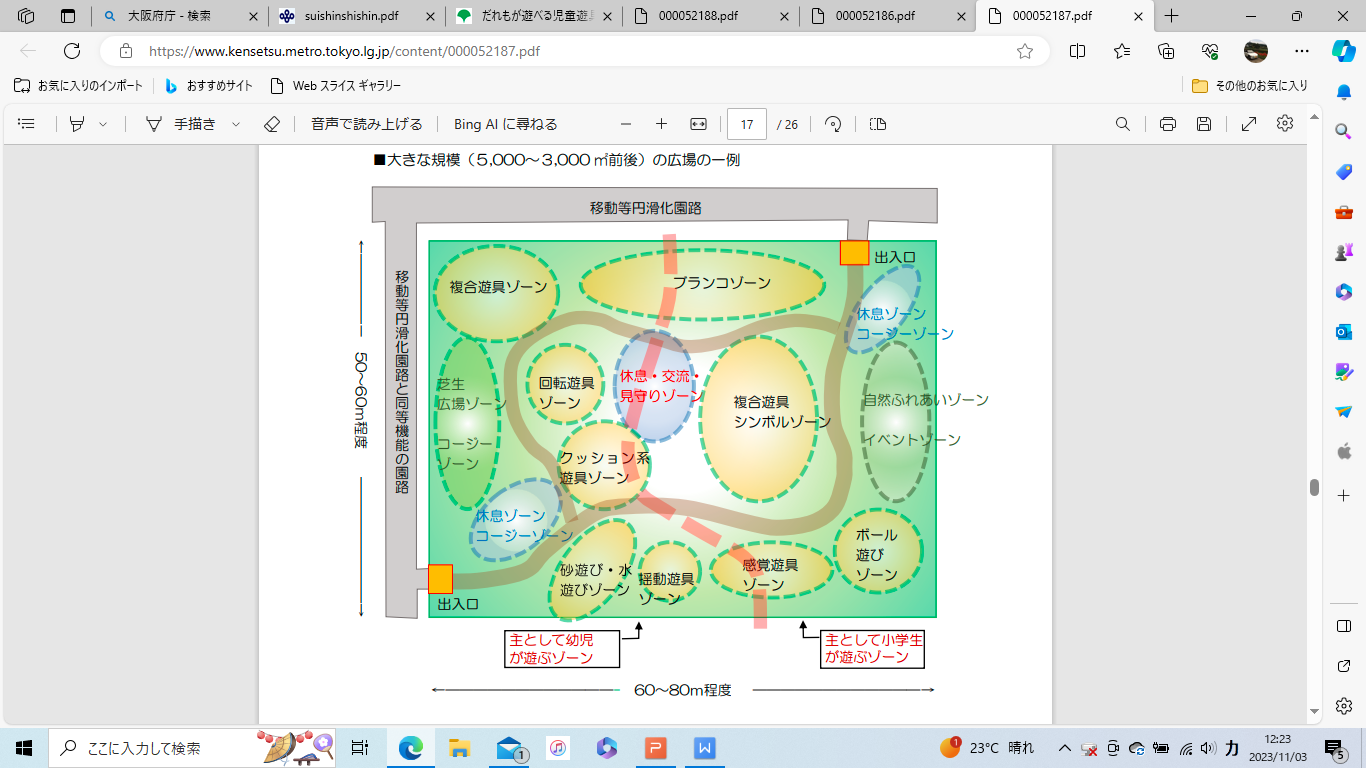 大阪府庁 - 検索
suishinshishin.pdf
だれもが遊べる児童遊
000052188.pdf
000052186.pdf
000052187.pdf
https://www.kensetsu.metro.tokyo.lg.jp/content/000052187.pdf
お気に入りのインポート
おすすめサイト
Web スライス ギャラリー
その他のお気に入り
手描き
音声で読み上げる
Bing AI に尋ねる
17 / 26
■大きな規模（5,000～3,000 ㎡前後）の広場の一例
移動等円滑化園路
移動等円滑化園路と同等機能の園路
50～60m程度
出入口
複合遊具ゾーン
ブランコゾーン
休息ゾーン
コージーゾーン
芝生
広場ゾーン
コージー
ゾーン
回転遊具
ゾーン
休息・交流・
見守りゾーン
複合遊具
シンボルゾーン
自然ふれあいゾーン
イベントゾーン
クッション系
遊具ゾーン
休息ゾーン
コージーゾーン
砂遊び・水
遊びゾーン
揺動遊具
ゾーン
感覚遊具
ゾーン
ボール
遊び
ゾーン
出入口
主として幼児
が遊ぶゾーン
主として小学生
が遊ぶゾーン
60～80m程度
ここに入力して検索
1
1
23°C 晴れ
力
12:23
2023/11/03
5